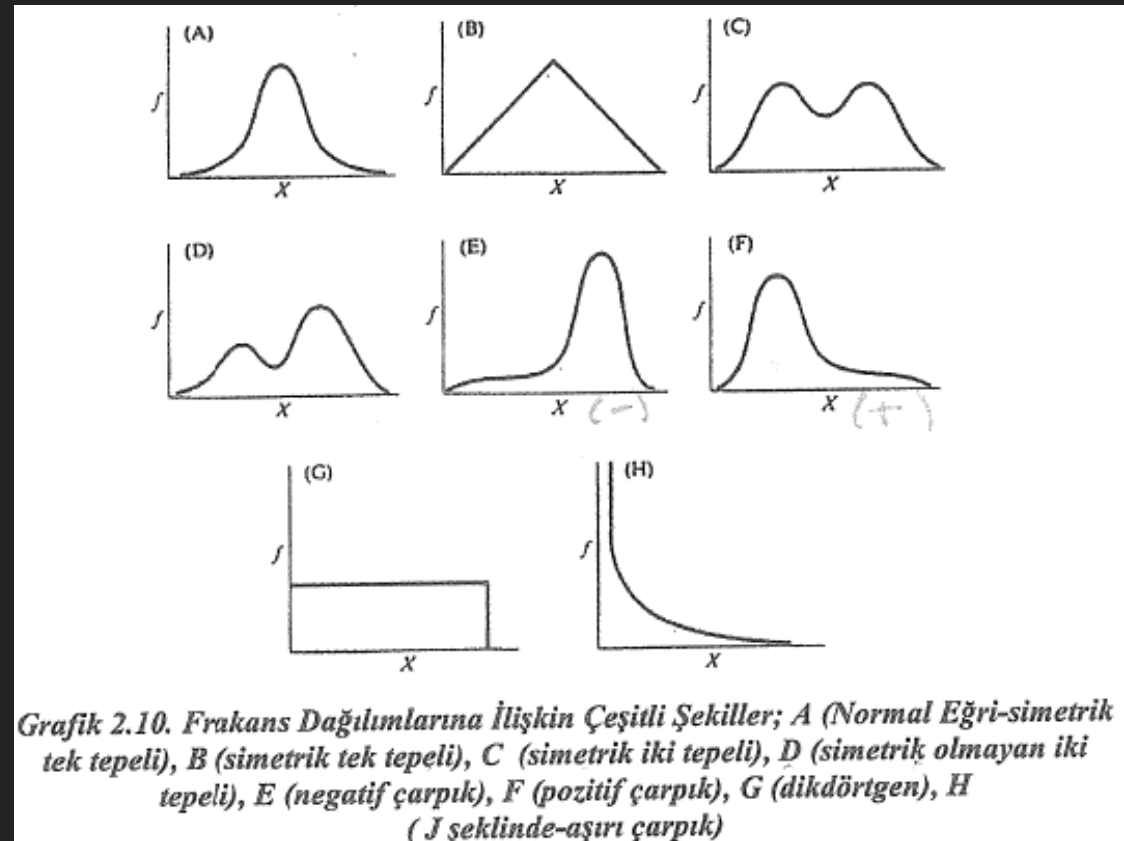 (A)
f
X
(B)
f
X
(C)
f
X
(D)
f
X
(E)
f
X (-)
(F)
f
X (+)
(G)
f
X
(H)
f
X
Grafik 2.10. Frakans Dağılımlarına İlişkin Çeşitli Şekiller; A (Normal Eğri-simetrik
tek tepeli), B (simetrik tek tepeli), C (simetrik iki tepeli), D (simetrik olmayan iki
tepeli), E (negatif çarpık), F (pozitif çarpık), G (dikdörtgen), H
( J şeklinde-aşırı çarpık)